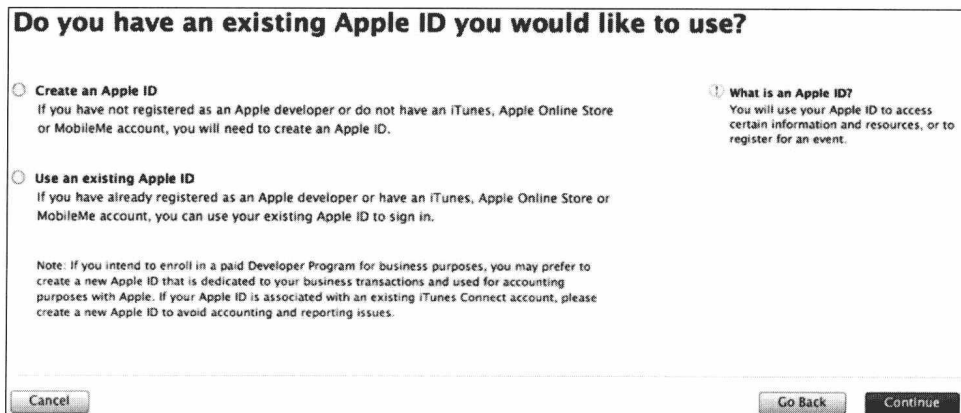 Do you have an existing Apple ID you would like to use?
Create an Apple ID
If you have not registered as an Apple developer or do not have an iTunes, Apple Online Store
or MobileMe account, you will need to create an Apple ID.
Use an existing Apple ID
If you have already registered as an Apple developer or have an iTunes, Apple Online Store or
MobileMe account, you can use your existing Apple ID to sign in.
Note: If you intend to enroll in a paid Developer Program for business purposes, you may prefer to
create a new Apple ID that is dedicated to your business transactions and used for accounting
purposes with Apple. If your Apple ID is associated with an existing iTunes Connect account, please
create a new Apple ID to avoid accounting and reporting issues.
What is an Apple ID?
You will use your Apple ID to access
certain information and resources, or to
register for an event.
Cancel
Go Back
Continue